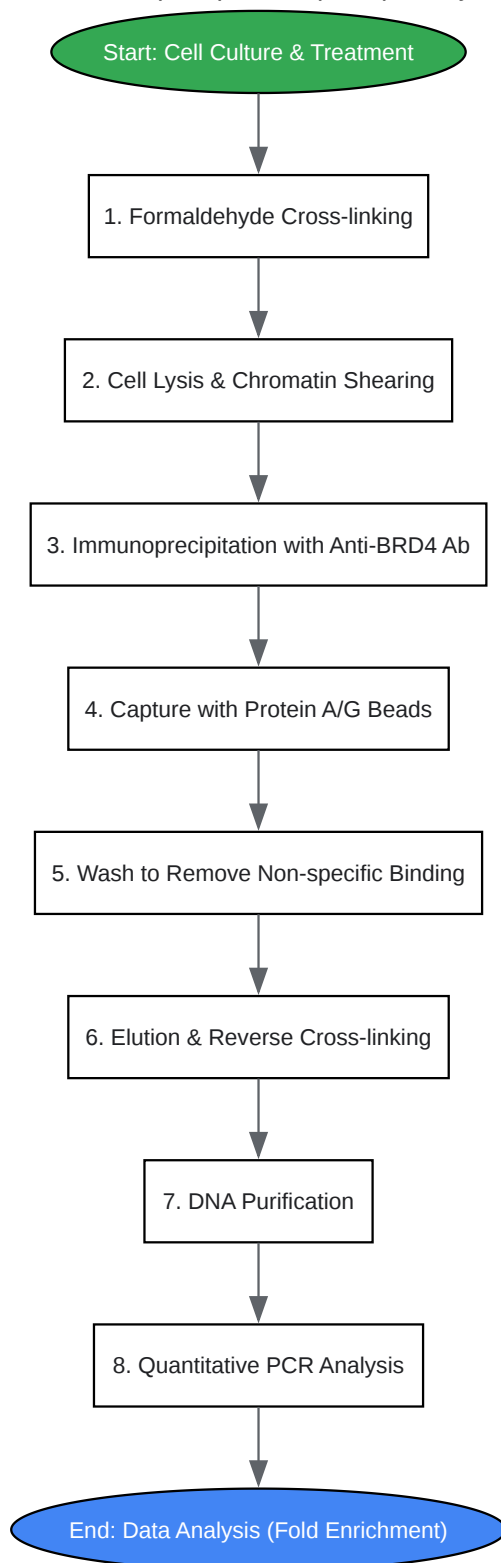 Start: Cell Culture & Treatment
1. Formaldehyde Cross-linking
2. Cell Lysis & Chromatin Shearing
3. Immunoprecipitation with Anti-BRD4 Ab
4. Capture with Protein A/G Beads
5. Wash to Remove Non-specific Binding
6. Elution & Reverse Cross-linking
7. DNA Purification
8. Quantitative PCR Analysis
End: Data Analysis (Fold Enrichment)